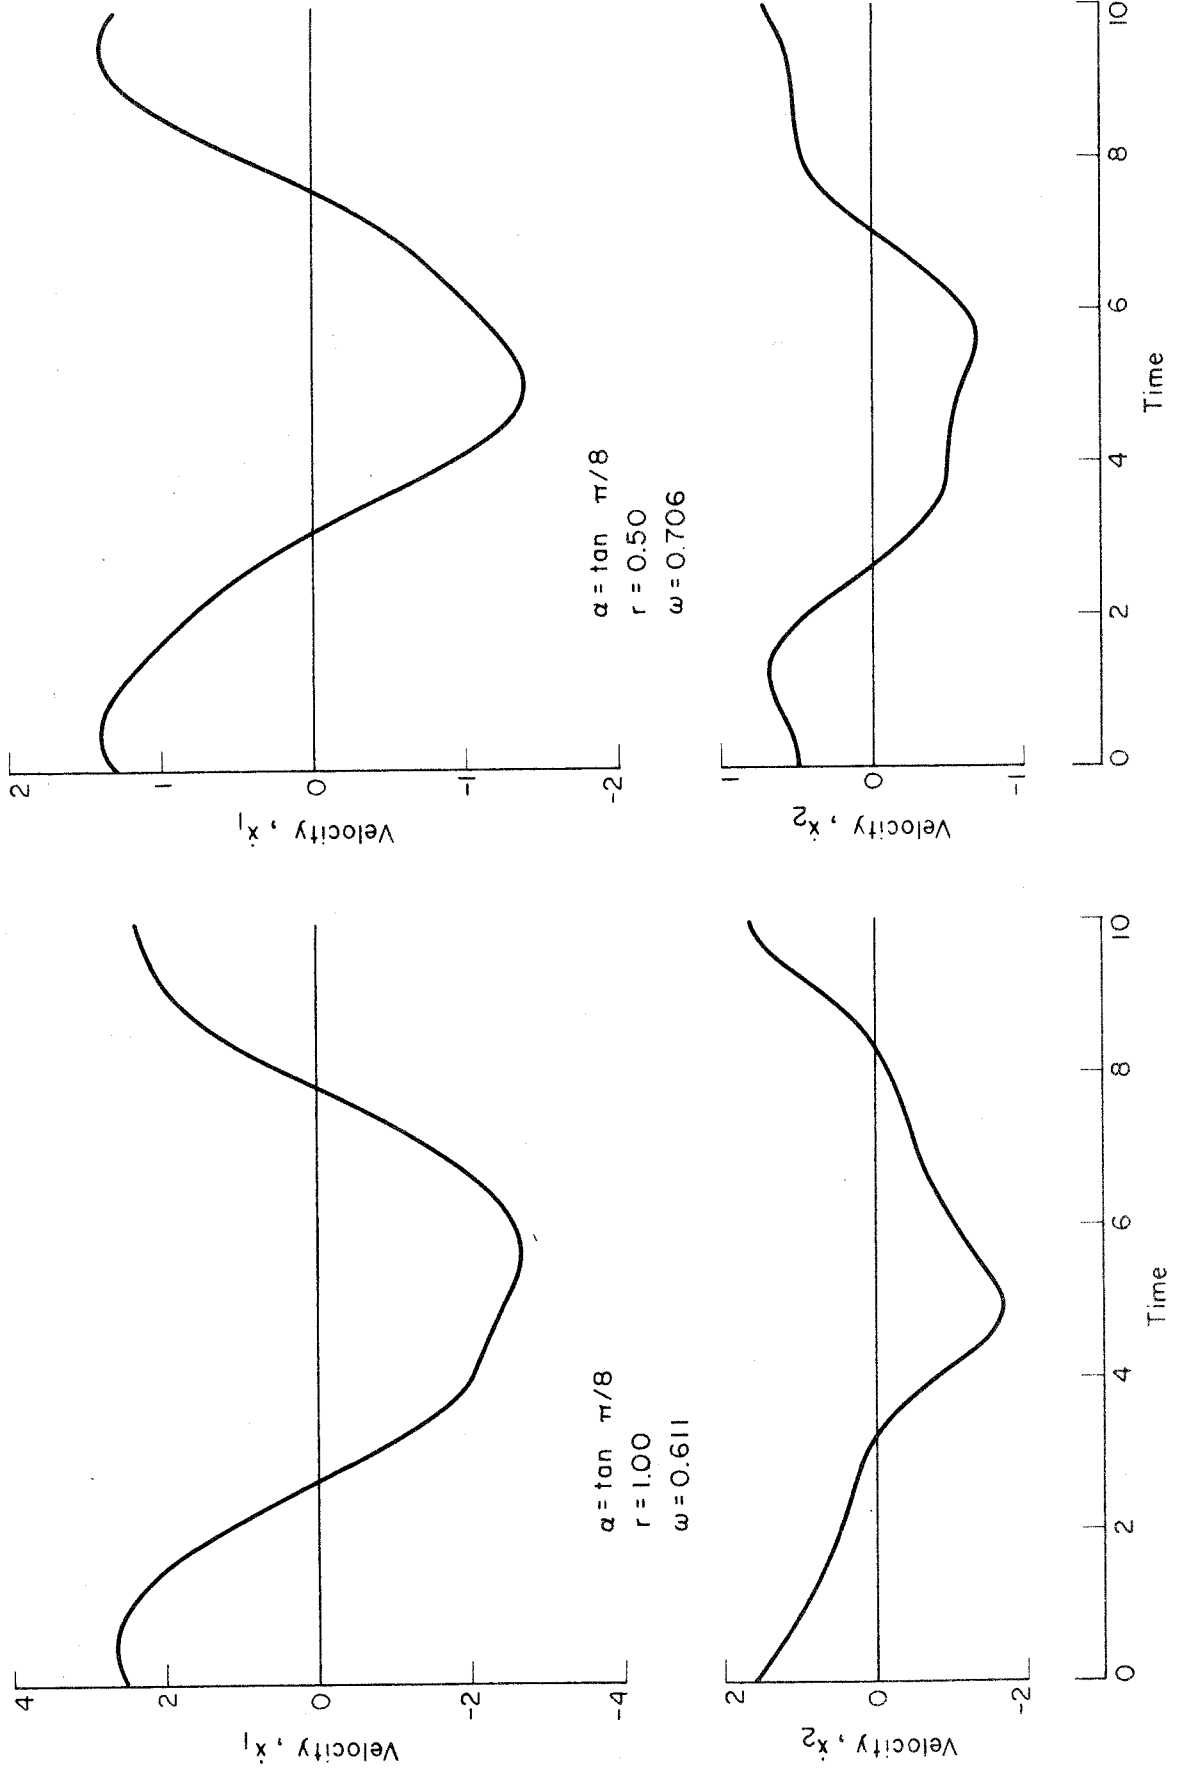 Velocity, ẋ₁
4
2
0
-2
-4
α = tan π/8
r = 1.00
ω = 0.611
Velocity, ẋ₂
2
0
-2
0 2 4 6 8 10
Time
Velocity, ẋ₁
2
1
0
-1
-2
α = tan π/8
r = 0.50
ω = 0.706
Velocity, ẋ₂
1
0
-1
0 2 4 6 8 10
Time